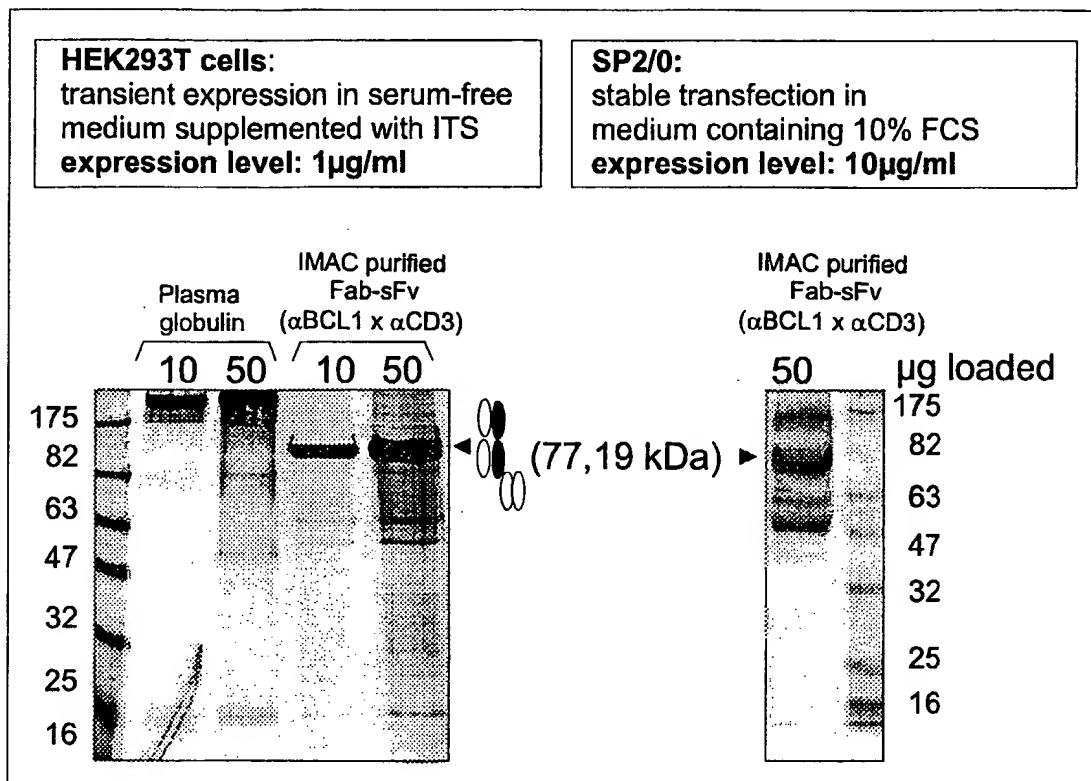 HEK293T cells:
transient expression in serum-free
medium supplemented with ITS
expression level: 1µg/ml
SP2/0:
stable transfection in
medium containing 10% FCS
expression level: 10µg/ml
Plasma
globulin
IMAC purified
Fab-sFv
(αBCL1 x αCD3)
10 50 10 50
175
82
63
47
32
25
16
(77,19 kDa)
IMAC purified
Fab-sFv
(αBCL1 x αCD3)
50 µg loaded
175
82
63
47
32
25
16